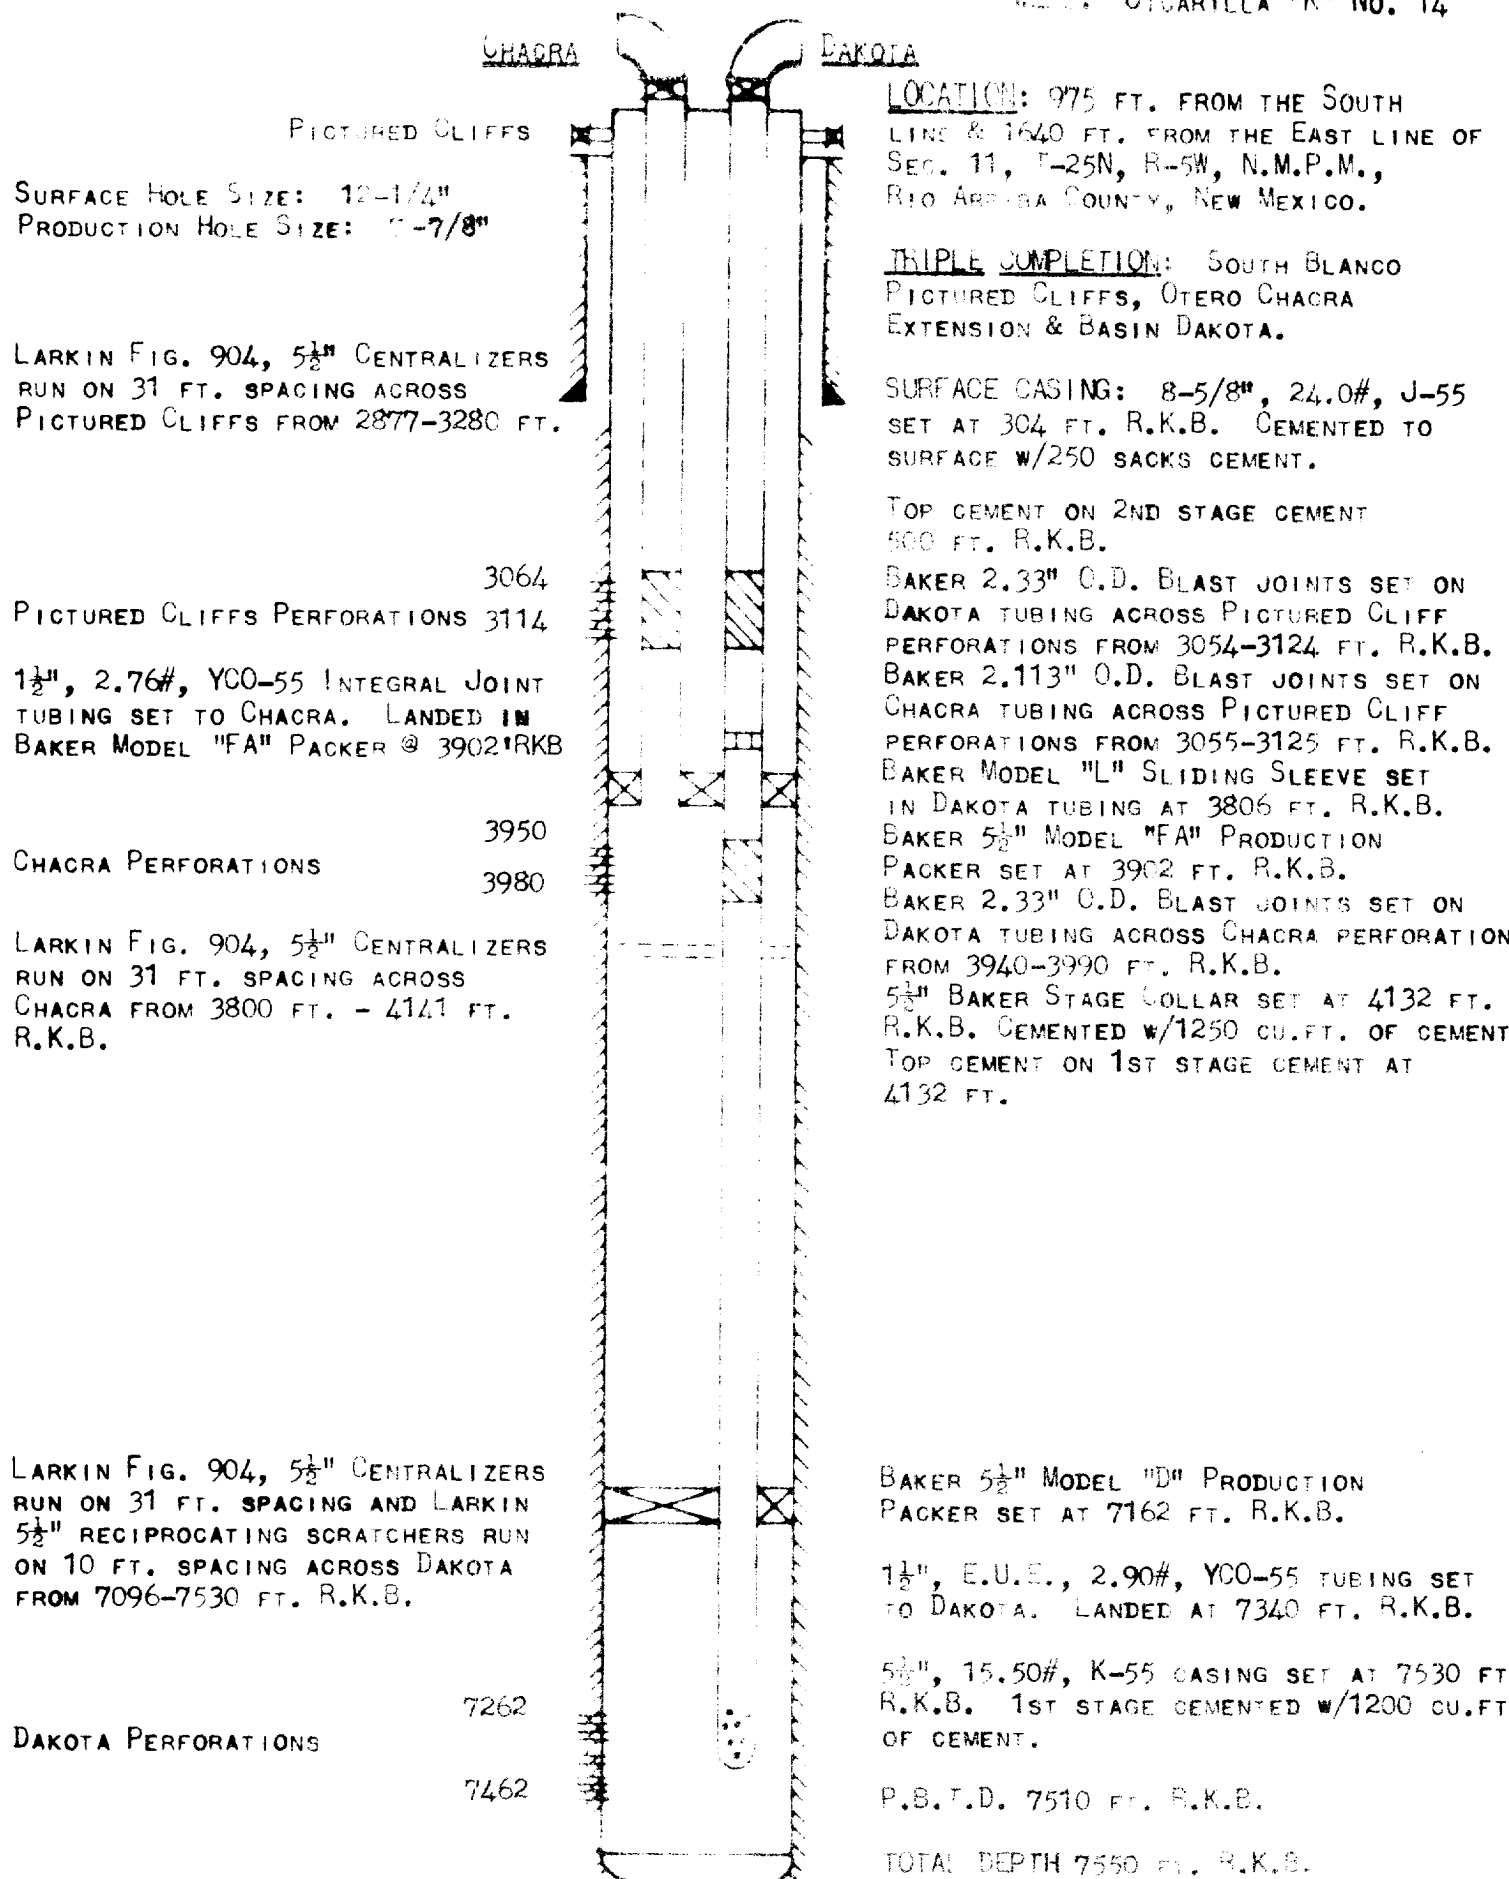 NO. 14
CHACRA
DAKOTA
PICTURED CLIFFS
SURFACE HOLE SIZE: 12-1/4"
PRODUCTION HOLE SIZE: -7/8"
LARKIN FIG. 904, 5½" CENTRALIZERS
RUN ON 31 FT. SPACING ACROSS
PICTURED CLIFFS FROM 2877-3280 FT.
3064
PICTURED CLIFFS PERFORATIONS 3114
1½", 2.76#, YCO-55 INTEGRAL JOINT
TUBING SET TO CHACRA. LANDED IN
BAKER MODEL "FA" PACKER @ 3902'RKB
3950
CHACRA PERFORATIONS
3980
LARKIN FIG. 904, 5½" CENTRALIZERS
RUN ON 31 FT. SPACING ACROSS
CHACRA FROM 3800 FT. - 4141 FT.
R.K.B.
LARKIN FIG. 904, 5½" CENTRALIZERS
RUN ON 31 FT. SPACING AND LARKIN
5½" RECIPROCATING SCRATCHERS RUN
ON 10 FT. SPACING ACROSS DAKOTA
FROM 7096-7530 FT. R.K.B.
7262
DAKOTA PERFORATIONS
7462
LOCATION: 975 FT. FROM THE SOUTH
LINE & 1640 FT. FROM THE EAST LINE OF
SEC. 11, T-25N, R-5W, N.M.P.M.,
RIO ARRIBA COUNTY, NEW MEXICO.
TRIPLE COMPLETION: SOUTH BLANCO
PICTURED CLIFFS, OTERO CHACRA
EXTENSION & BASIN DAKOTA.
SURFACE CASING: 8-5/8", 24.0#, J-55
SET AT 304 FT. R.K.B. CEMENTED TO
SURFACE W/250 SACKS CEMENT.
TOP CEMENT ON 2ND STAGE CEMENT
FT. R.K.B.
BAKER 2.33" O.D. BLAST JOINTS SET ON
DAKOTA TUBING ACROSS PICTURED CLIFF
PERFORATIONS FROM 3054-3124 FT. R.K.B.
BAKER 2.113" O.D. BLAST JOINTS SET ON
CHACRA TUBING ACROSS PICTURED CLIFF
PERFORATIONS FROM 3055-3125 FT. R.K.B.
BAKER MODEL "L" SLIDING SLEEVE SET
IN DAKOTA TUBING AT 3806 FT. R.K.B.
BAKER 5½" MODEL "FA" PRODUCTION
PACKER SET AT 3902 FT. R.K.B.
BAKER 2.33" O.D. BLAST JOINTS SET ON
DAKOTA TUBING ACROSS CHACRA PERFORATION
FROM 3940-3990 FT. R.K.B.
5½" BAKER STAGE COLLAR SET AT 4132 FT.
R.K.B. CEMENTED W/1250 CU.FT. OF CEMENT
TOP CEMENT ON 1ST STAGE CEMENT AT
4132 FT.
BAKER 5½" MODEL "D" PRODUCTION
PACKER SET AT 7162 FT. R.K.B.
1½", E.U.E., 2.90#, YCO-55 TUBING SET
TO DAKOTA. LANDED AT 7340 FT. R.K.B.
5½", 15.50#, K-55 CASING SET AT 7530 FT
R.K.B. 1ST STAGE CEMENTED W/1200 CU.FT
OF CEMENT.
P.B.T.D. 7510 FT. R.K.B.
TOTAL DEPTH 7550 FT. R.K.B.